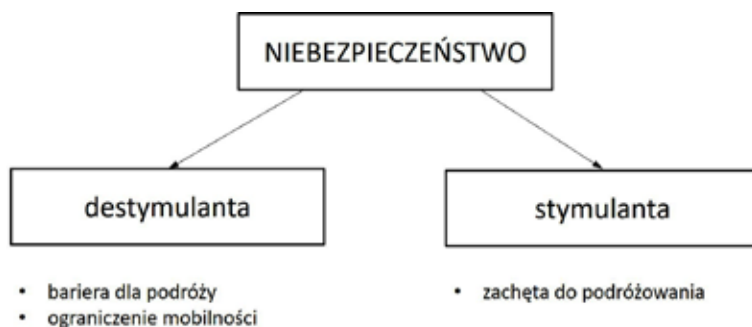 NIEBEZPIECZEŃSTWO
destymulanta
stymulanta
• bariera dla podróży
• ograniczenie mobilności
• zachęta do podróżowania